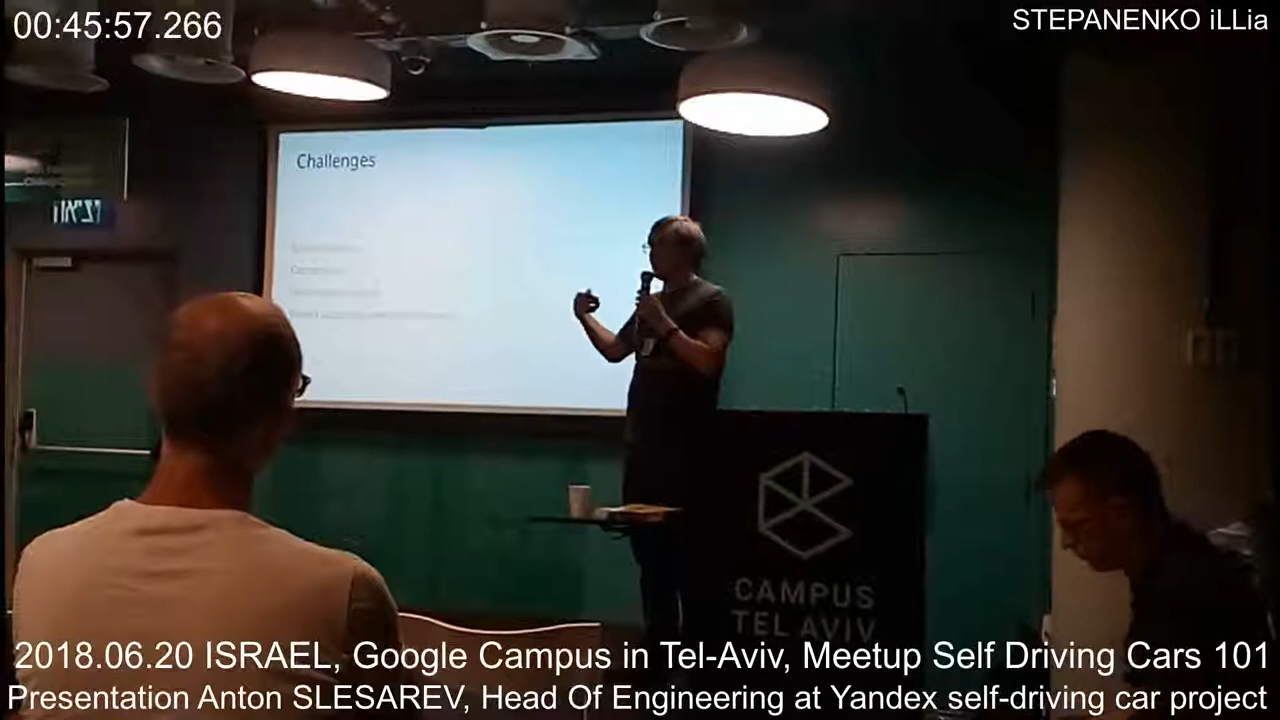 00:45:57.266
STEPANENKO iLLia
Challenges
יציאה
CAMPUS
TEL AVIV
2018.06.20 ISRAEL, Google Campus in Tel-Aviv, Meetup Self Driving Cars 101
Presentation Anton SLESAREV, Head Of Engineering at Yandex self-driving car project